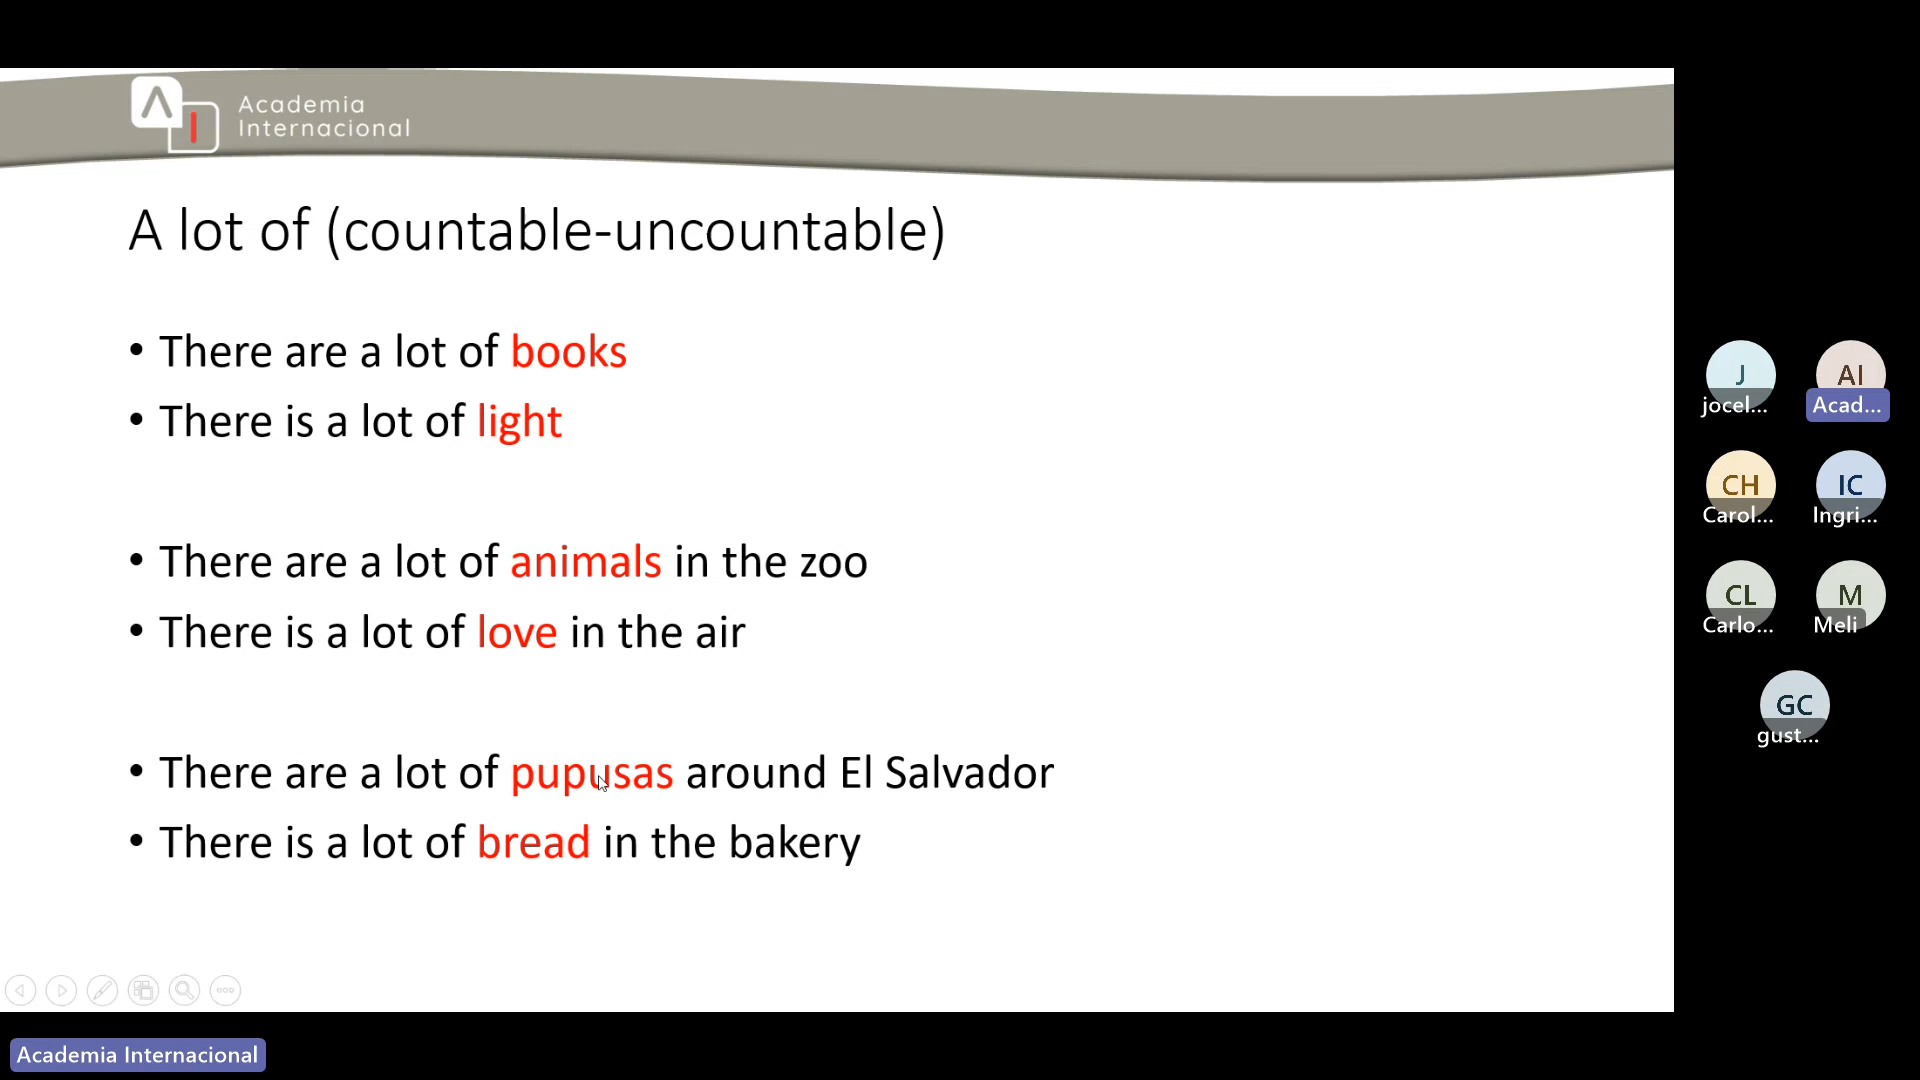 Academia
Internacional
A lot of (countable-uncountable)
• There are a lot of books
• There is a lot of light
• There are a lot of animals in the zoo
• There is a lot of love in the air
• There are a lot of pupusas around El Salvador
• There is a lot of bread in the bakery
J
jocel...
AI
Acad...
CH
Carol...
IC
Ingri...
CL
Carlo...
M
Meli
GC
gust...
Academia Internacional